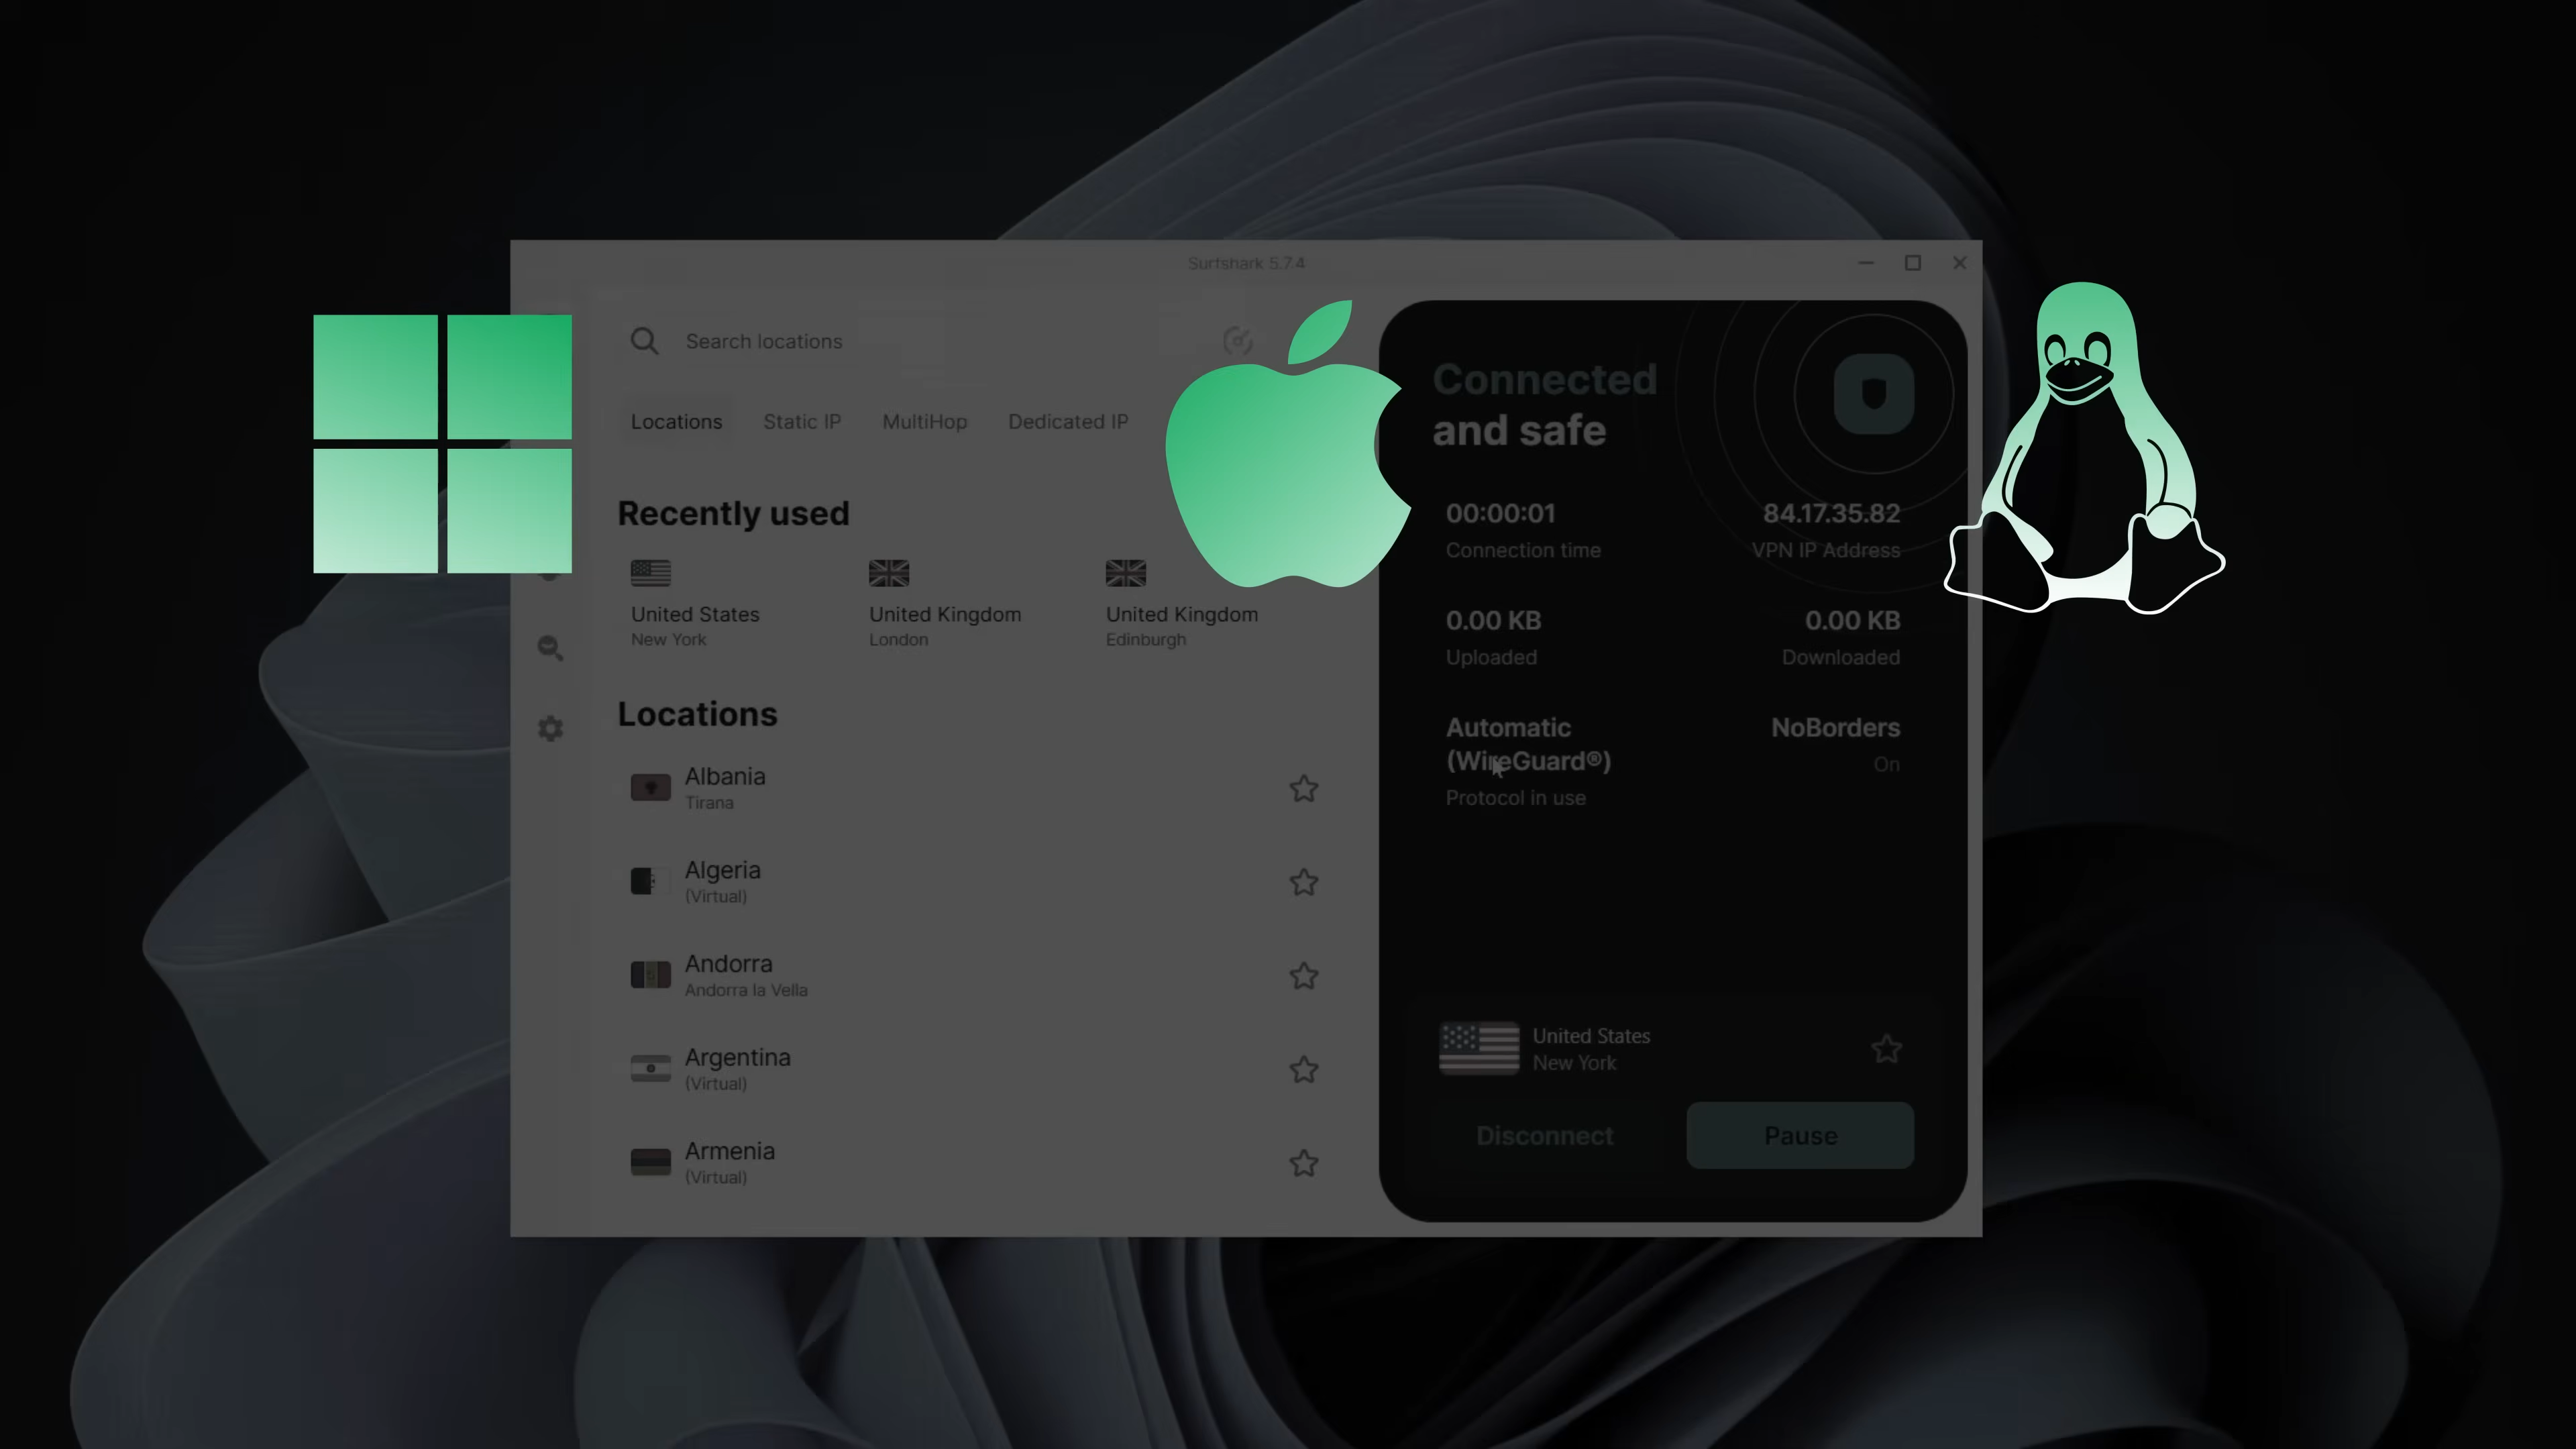 Surfshark 5.7.4
Search locations
Locations
Static IP
MultiHop
Dedicated IP
Recently used
United States
New York
United Kingdom
London
United Kingdom
Edinburgh
Locations
Albania
Tirana
Algeria
(Virtual)
Andorra
Andorra la Vella
Argentina
(Virtual)
Armenia
(Virtual)
Connected
and safe
00:00:01
Connection time
84.17.35.82
VPN IP Address
0.00 KB
Uploaded
0.00 KB
Downloaded
Automatic
(WireGuard®)
Protocol in use
NoBorders
On
United States
New York
Disconnect
Pause